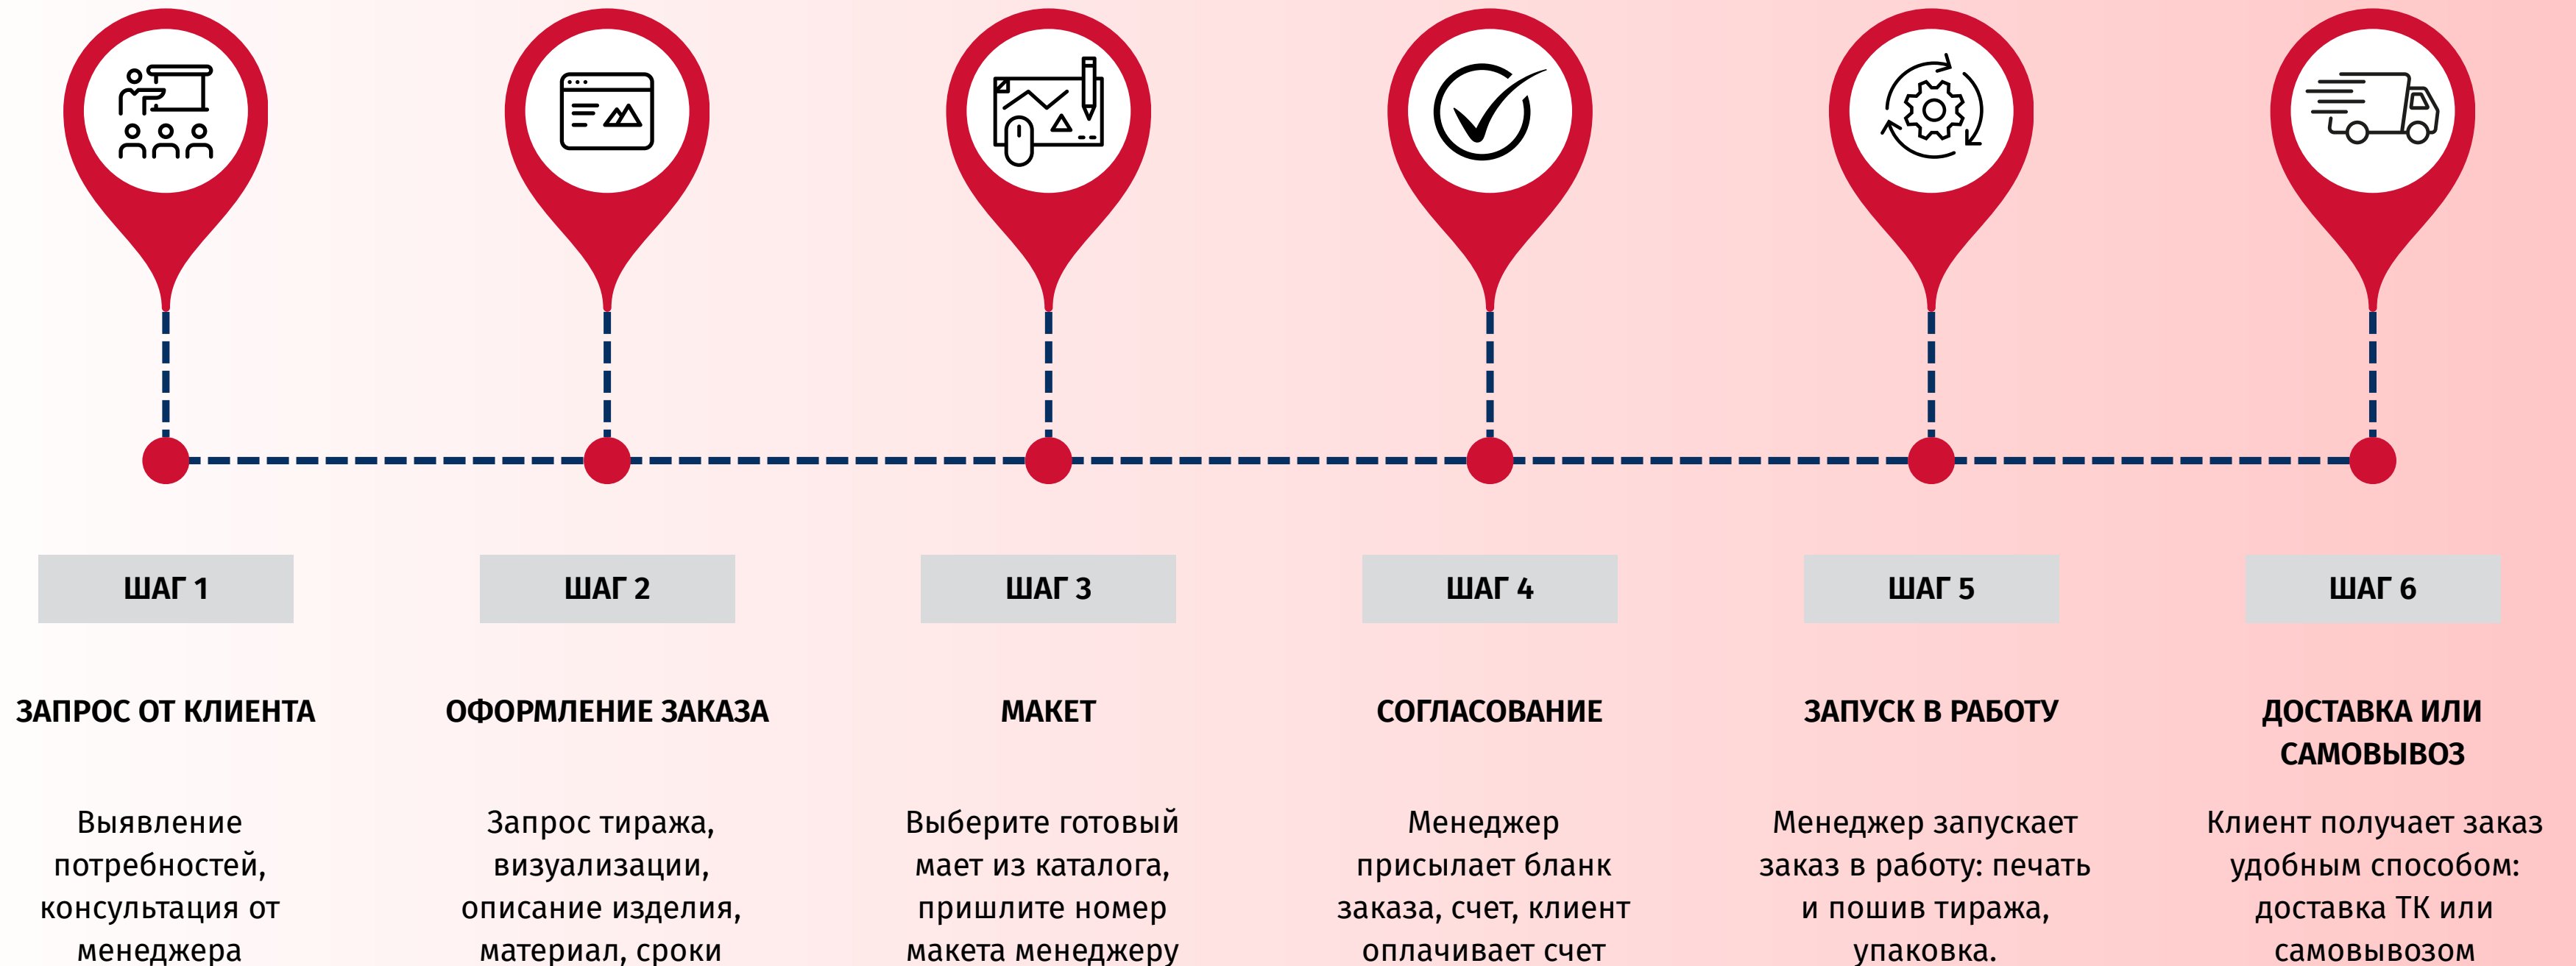 ШАГ 1
ШАГ 2
ШАГ 3
ШАГ 4
ШАГ 5
ШАГ 6
ЗАПРОС ОТ КЛИЕНТА
ОФОРМЛЕНИЕ ЗАКАЗА
МАКЕТ
СОГЛАСОВАНИЕ
ЗАПУСК В РАБОТУ
ДОСТАВКА ИЛИ
САМОВЫВОЗ
Выявление
потребностей,
консультация от
менеджера
Запрос тиража,
визуализации,
описание изделия,
материал, сроки
Выберите готовый
мает из каталога,
пришлите номер
макета менеджеру
Менеджер
присылает бланк
заказа, счет, клиент
оплачивает счет
Менеджер запускает
заказ в работу: печать
и пошив тиража,
упаковка.
Клиент получает заказ
удобным способом:
доставка ТК или
самовывозом